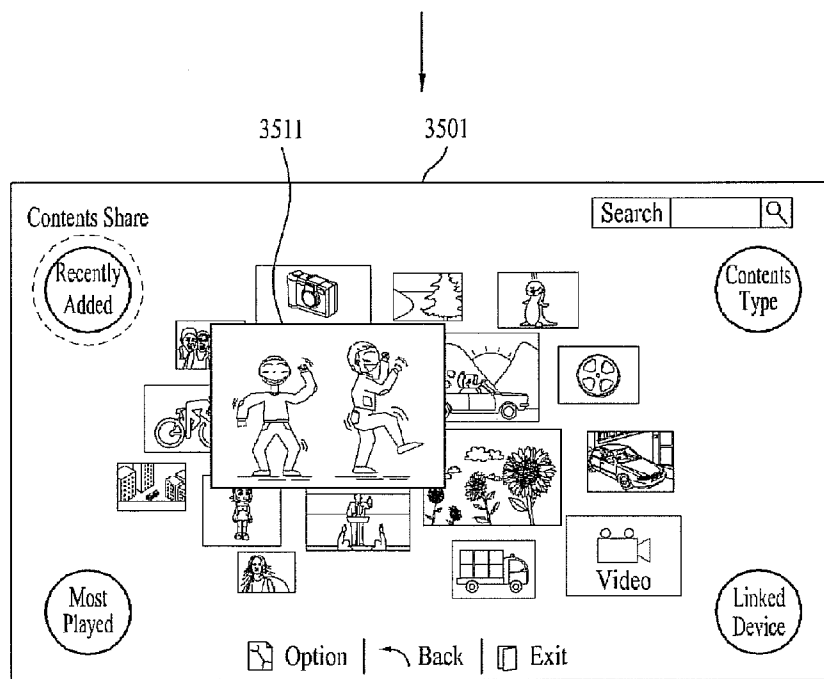 3511
3501
Contents Share
Search
Recently
Added
Contents
Type
Video
Most
Played
Linked
Device
Option
Back
Exit